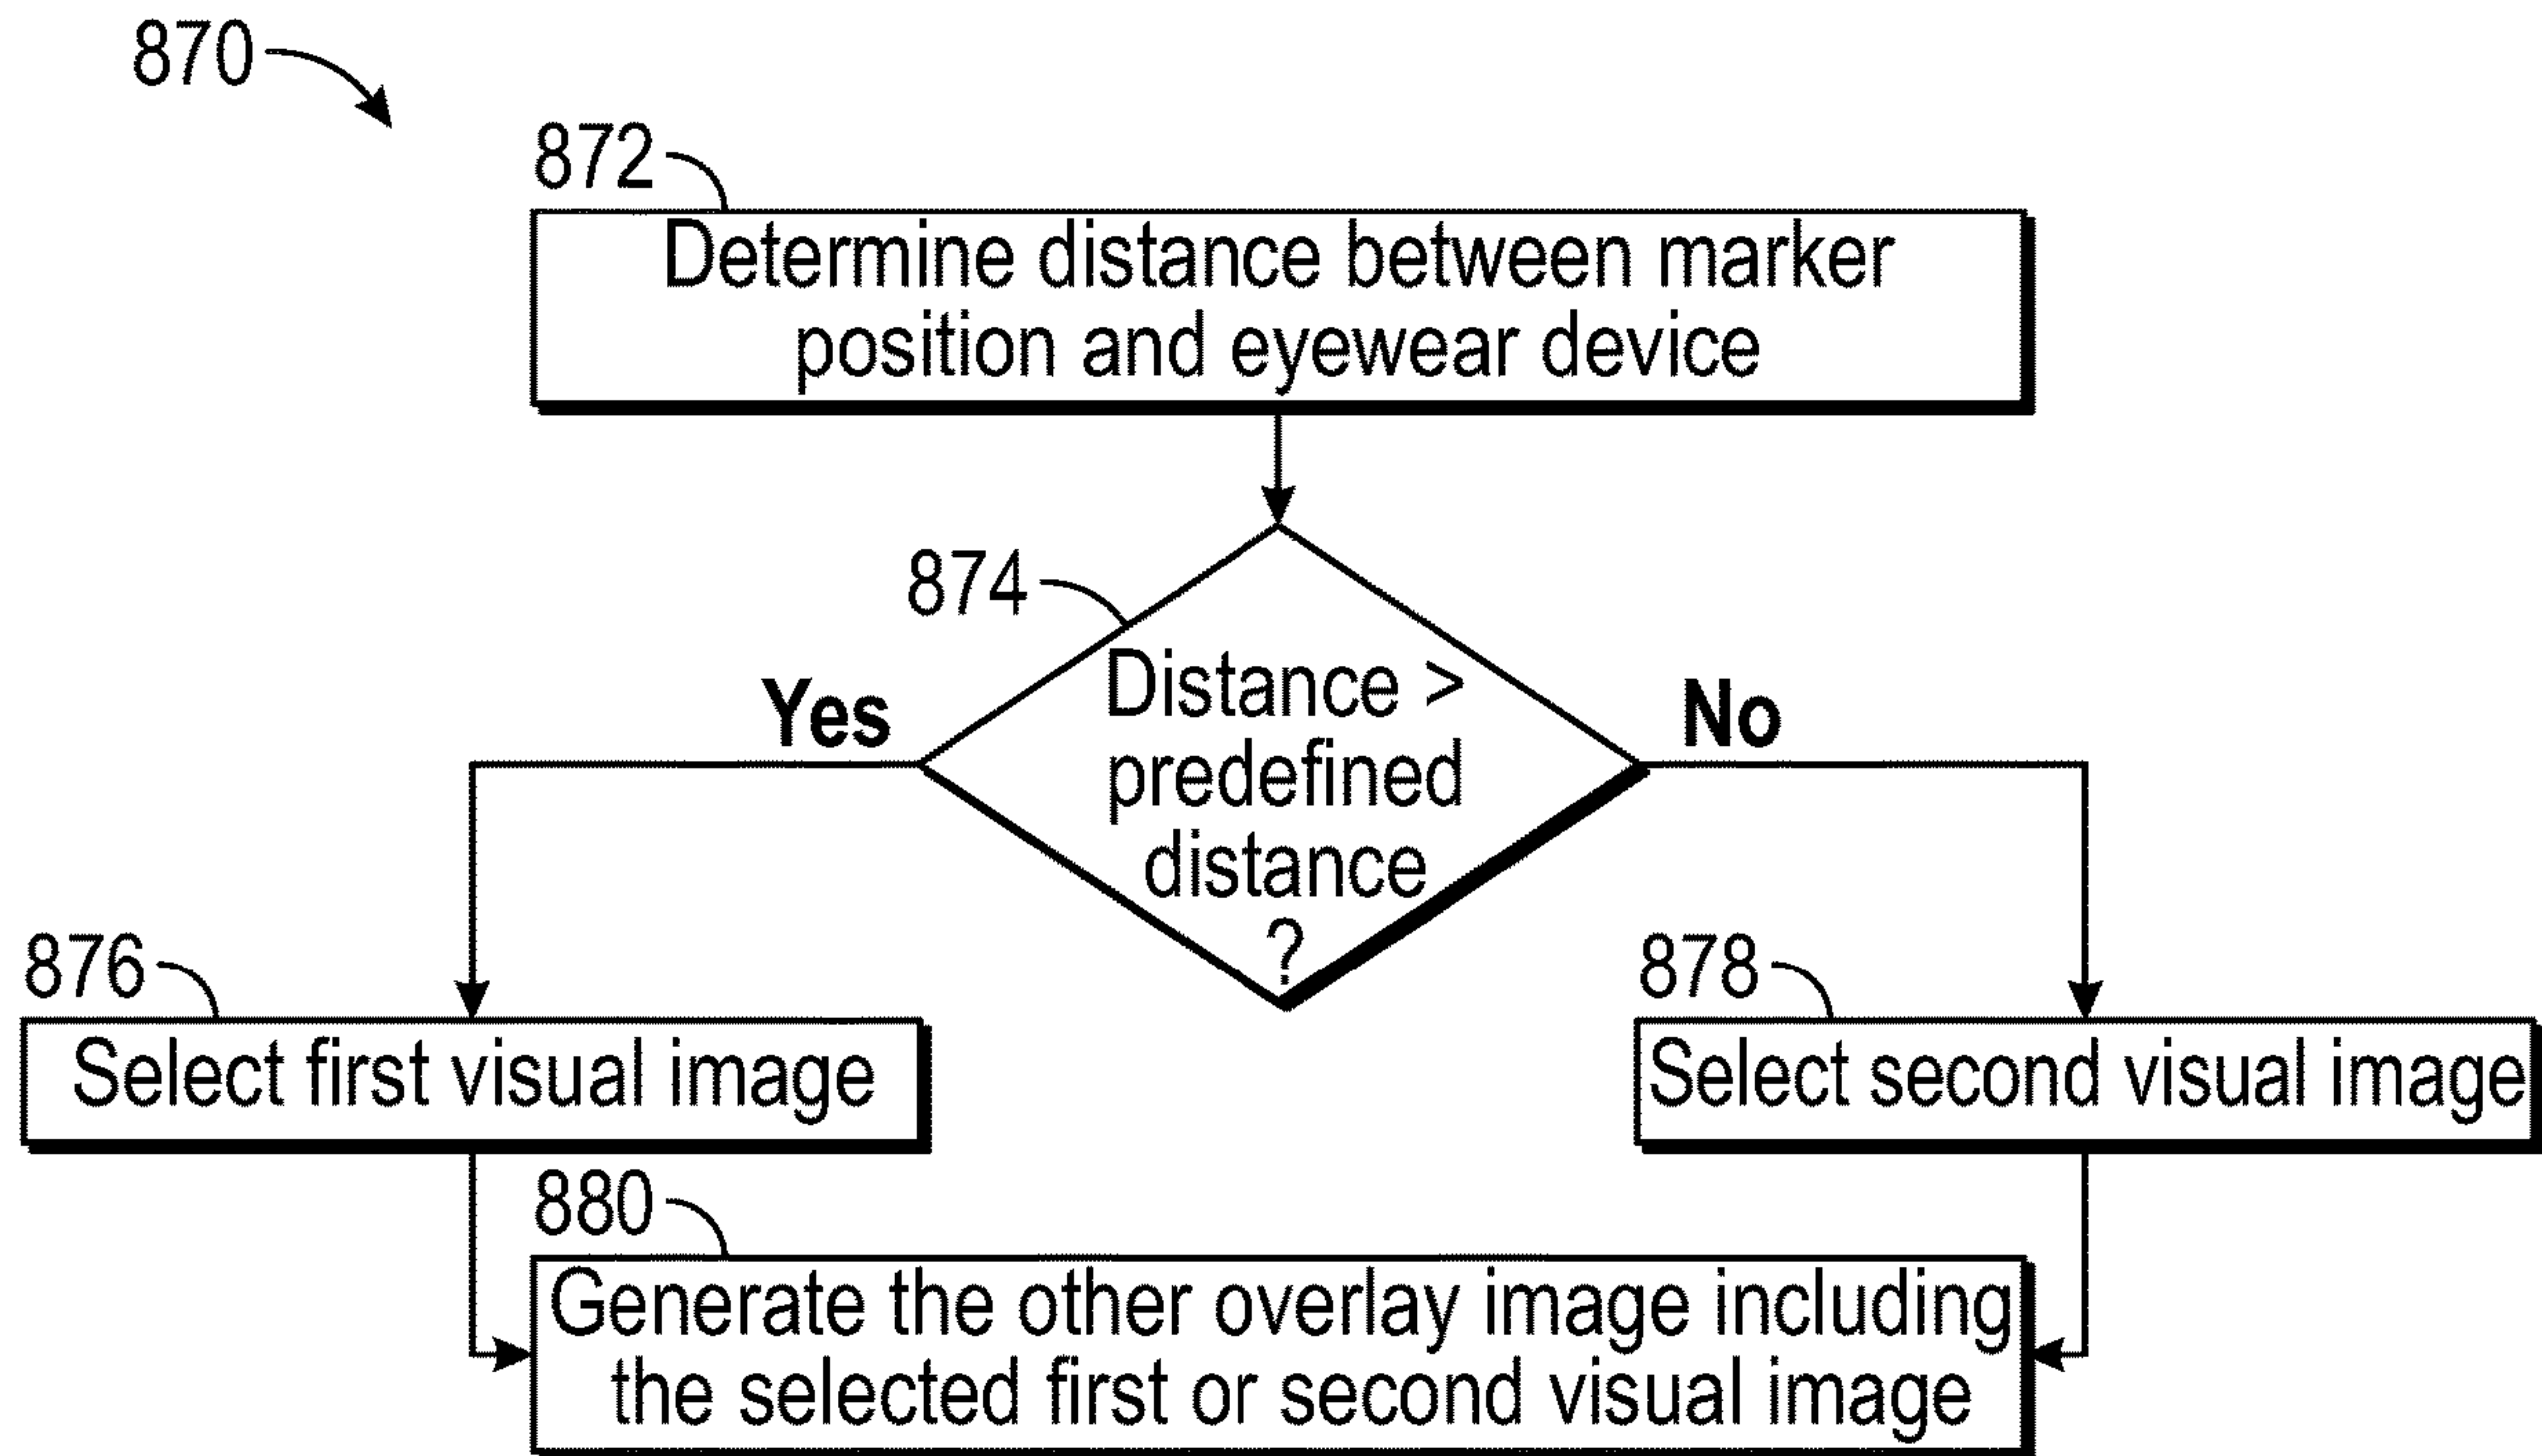 870
872
Determine distance between marker
position and eyewear device
874
Distance >
predefined
distance
?
Yes
No
876
Select first visual image
878
Select second visual image
880
Generate the other overlay image including
the selected first or second visual image